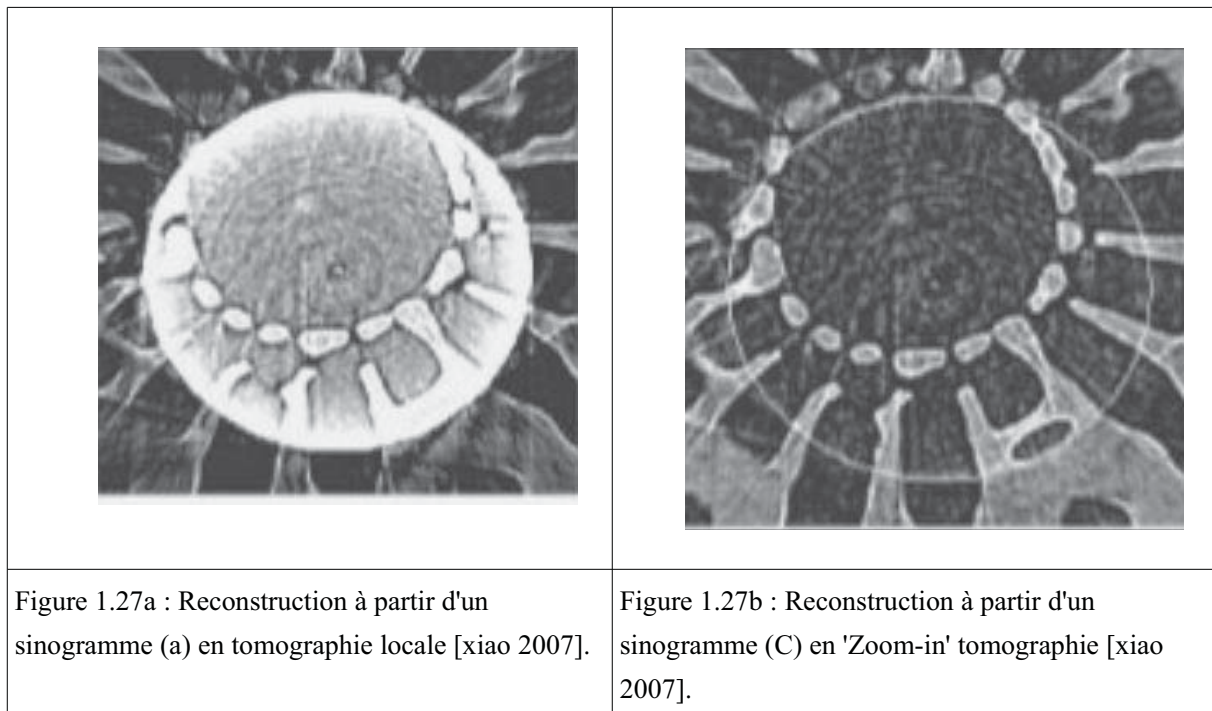 Figure 1.27a : Reconstruction à partir d'un
sinogramme (a) en tomographie locale [xiao 2007].
Figure 1.27b : Reconstruction à partir d'un
sinogramme (C) en 'Zoom-in' tomographie [xiao
2007].